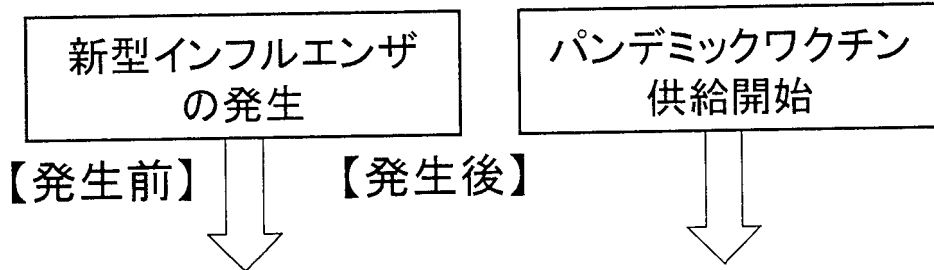 新型インフルエンザ
の発生
パンデミックワクチン
供給開始
【発生前】
【発生後】